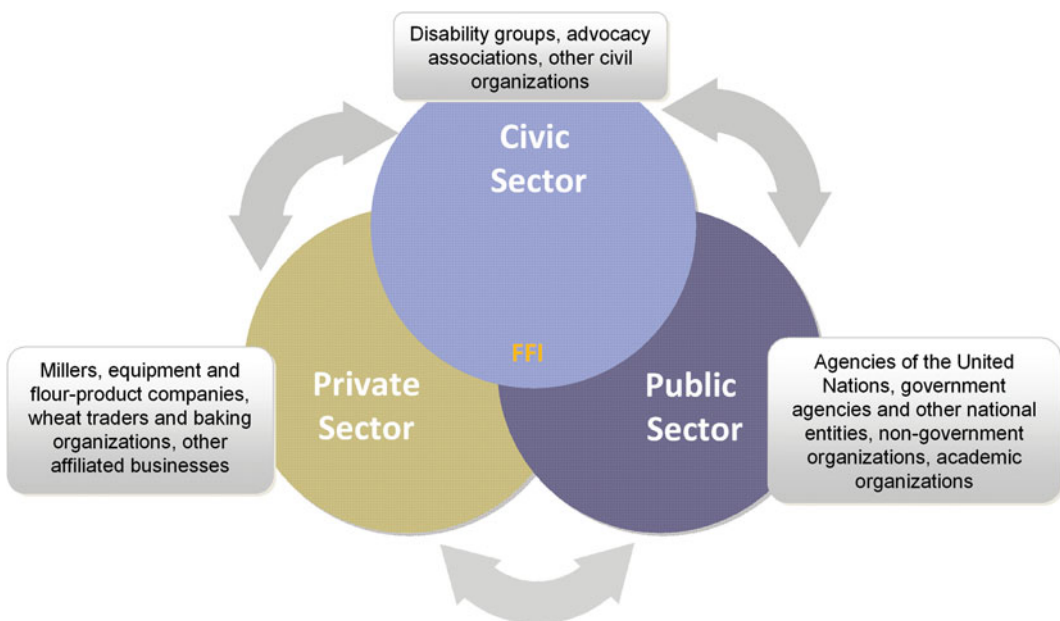 Disability groups, advocacy
associations, other civil
organizations
Civic
Sector
FFI
Millers, equipment and
flour-product companies,
wheat traders and baking
organizations, other
affiliated businesses
Private
Sector
Public
Sector
Agencies of the United
Nations, government
agencies and other national
entities, non-government
organizations, academic
organizations